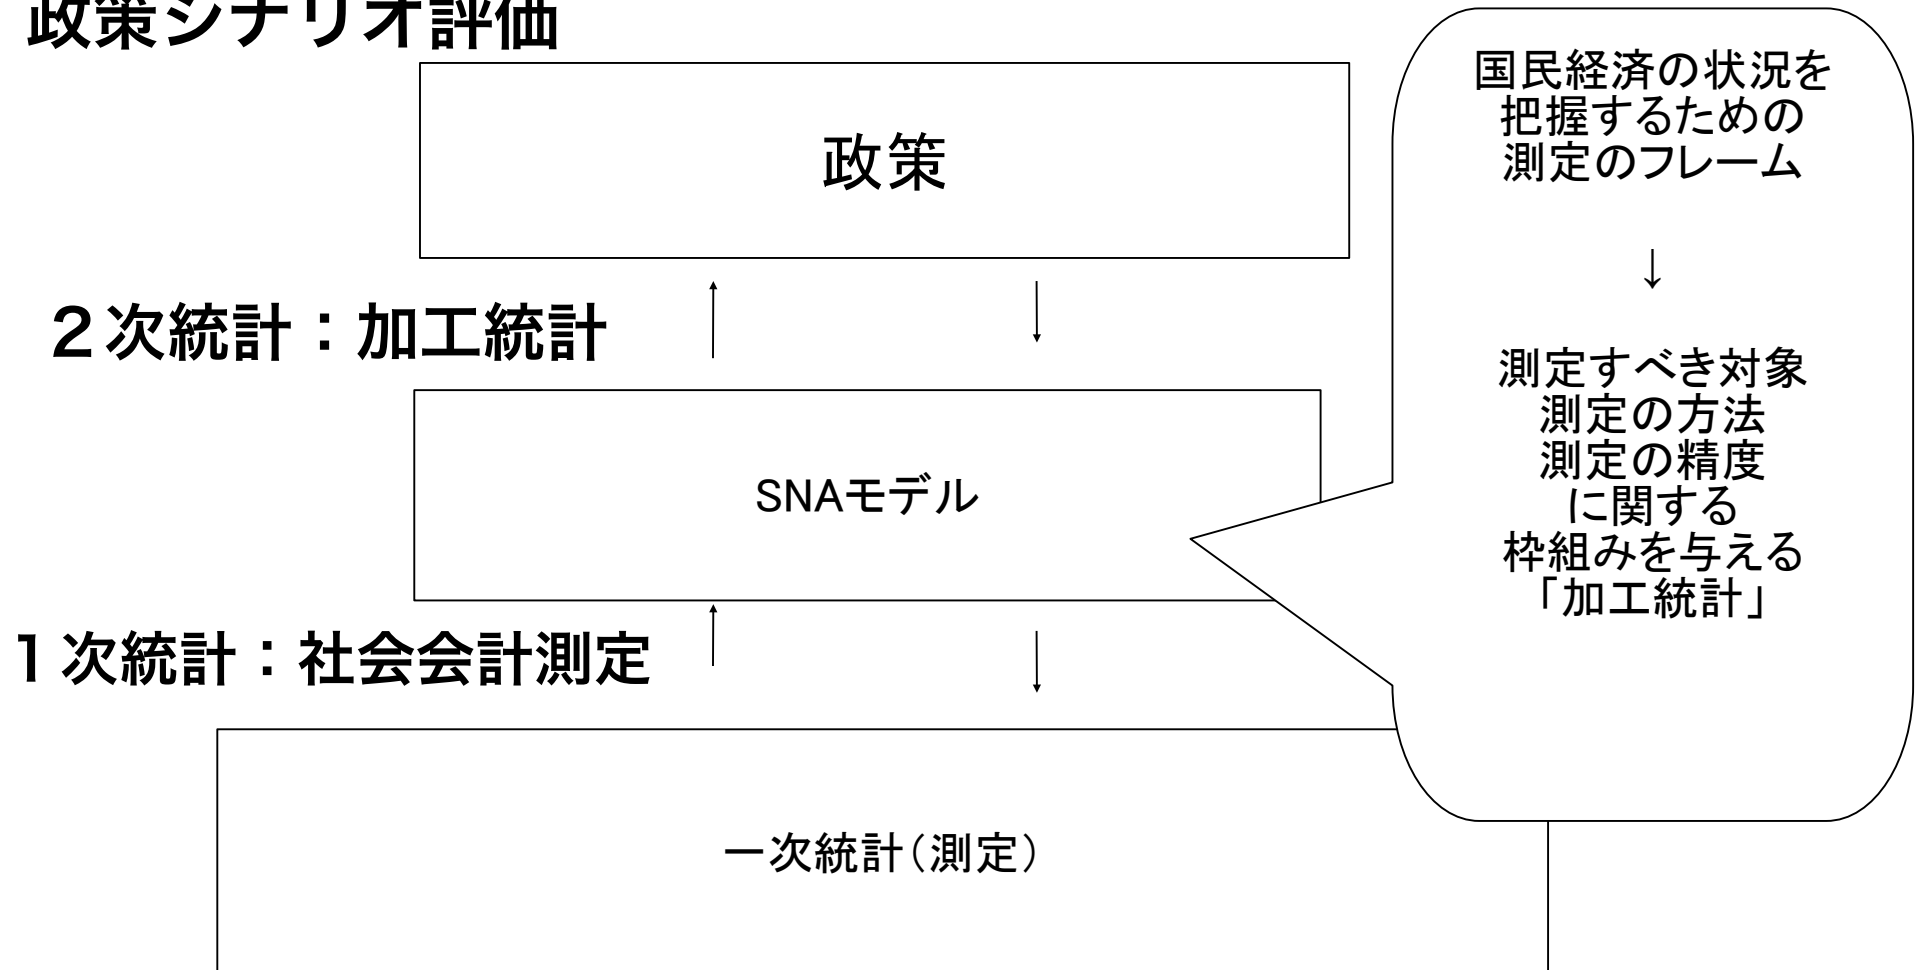 政策シナリオ評価
政策
２次統計：加工統計
SNAモデル
１次統計：社会会計測定
一次統計（測定）
国民経済の状況を
把握するための
測定のフレーム
↓
測定すべき対象
測定の方法
測定の精度
に関する
枠組みを与える
「加工統計」